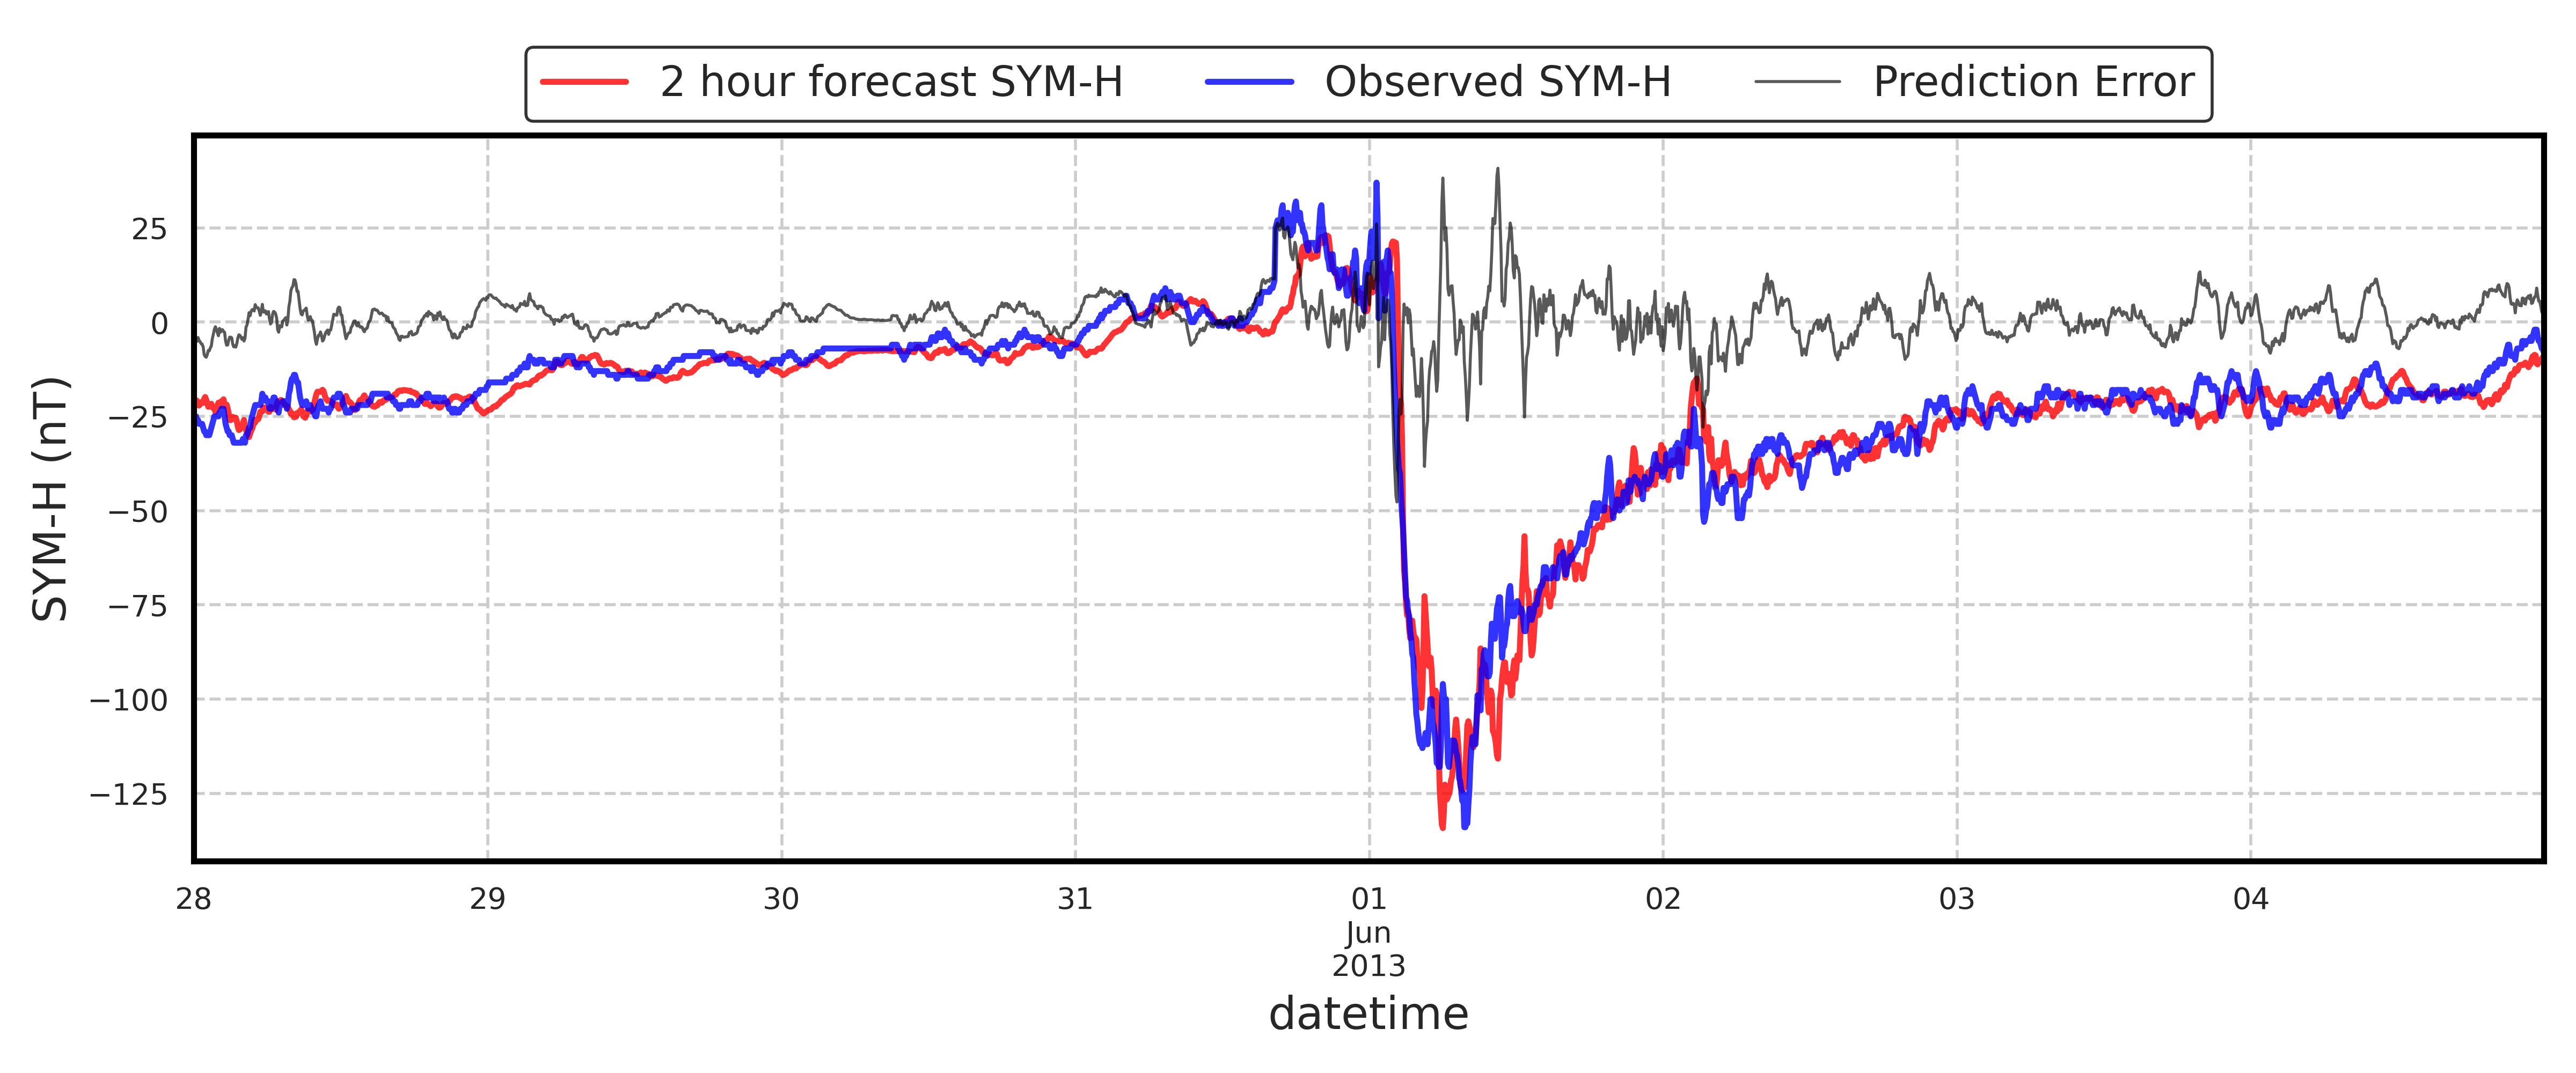 2 hour forecast SYM-H Observed SYM-H Prediction Error
SYM-H (nT)
25
0
−25
−50
−75
−100
−125
28 29 30 31 01 02 03 04
Jun
2013
datetime